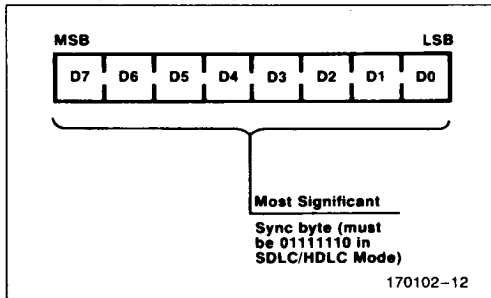 MSB LSB
D7 D6 D5 D4 D3 D2 D1 D0
Most Significant
Sync byte (must
be 01111110 in
SDLC/HDLC Mode)
170102–12